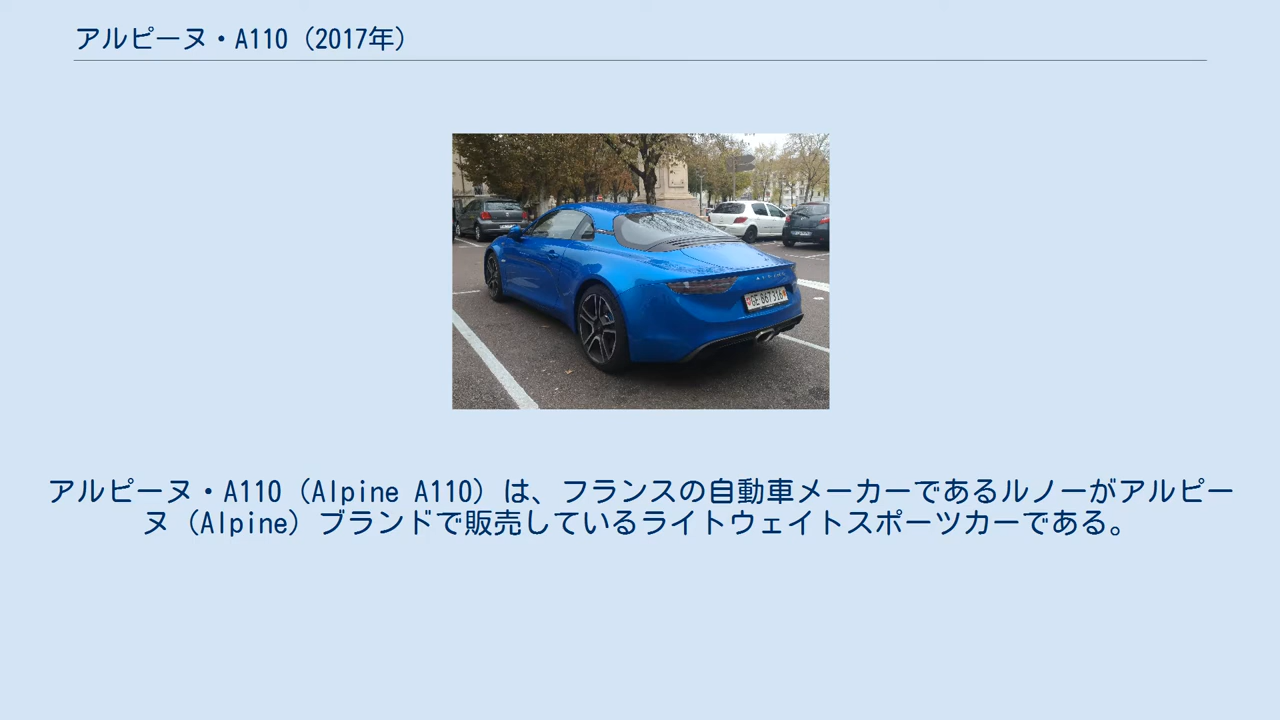 アルピーヌ・A110（2017年）
ALPINE
GE·867316
アルピーヌ・A110（Alpine A110）は、フランスの自動車メーカーであるルノーがアルピー
ヌ（Alpine）ブランドで販売しているライトウェイトスポーツカーである。